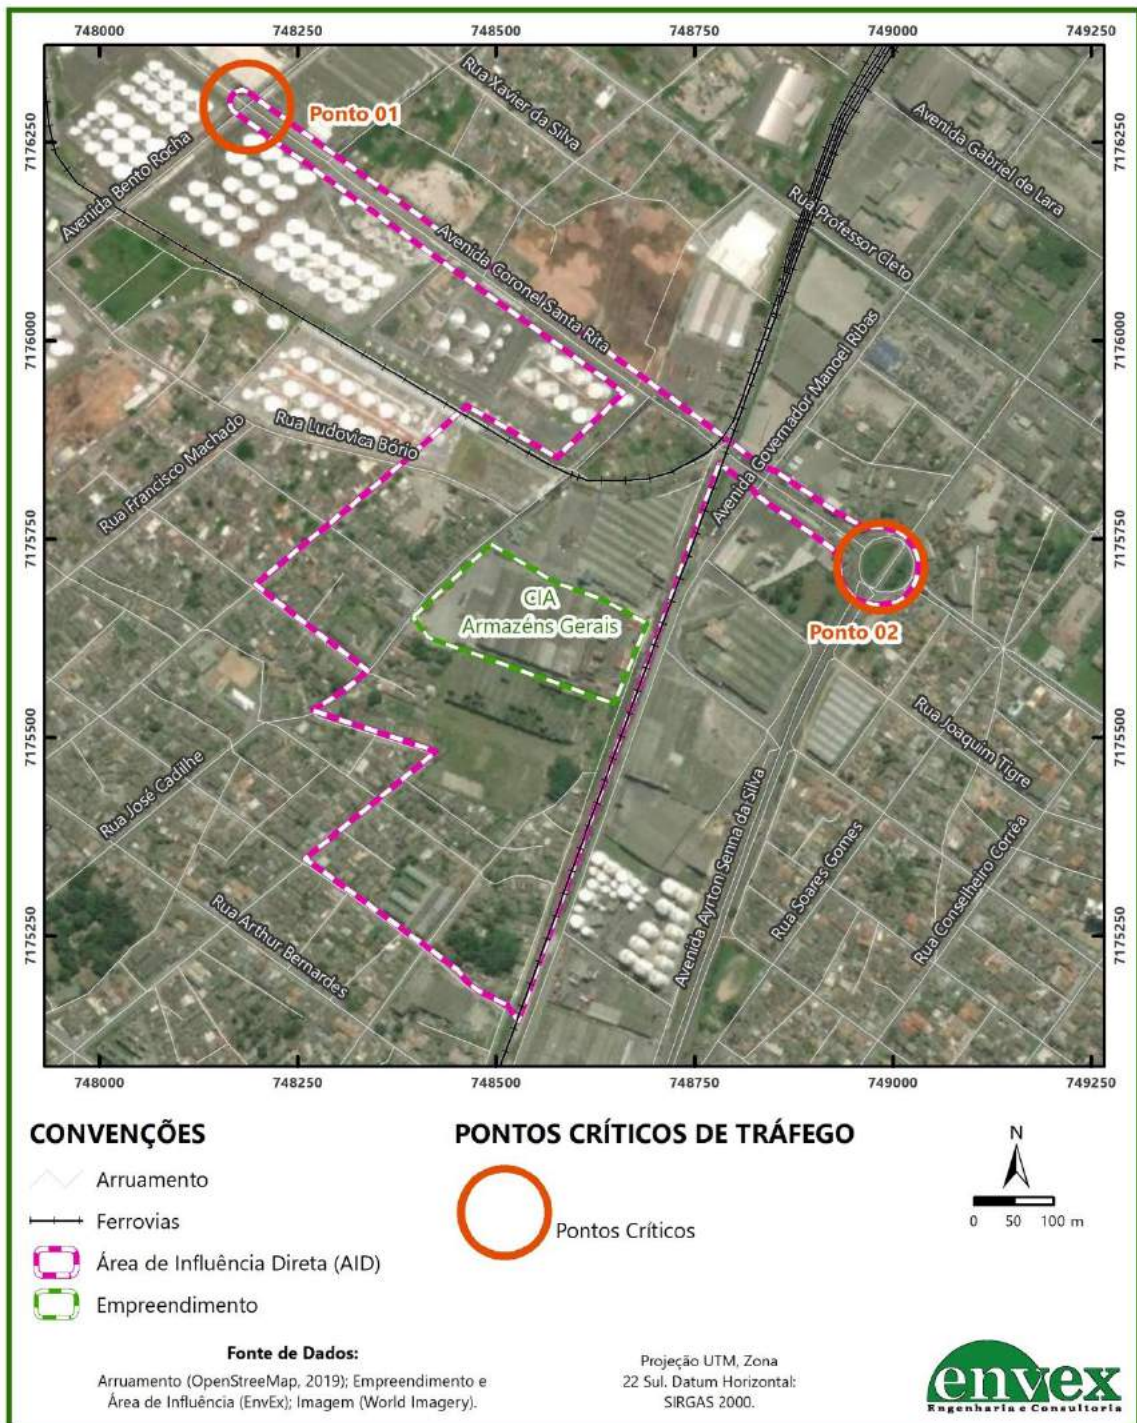 748000 748250 748500 748750 749000 749250
Ponto 01
Rua Xavier da Silva
Avenida Gabriel de Lara
7176250
7176250
Avenida Bento Rocha
Rua Professor Cleto
Avenida Coronel Santa Rita
7176000
7176000
Avenida Governador Manoel Ribas
Rua Ludovica Bório
Rua Francisco Machado
7175750
7175750
CIA
Armazéns Gerais
Ponto 02
7175500
7175500
Rua Joaquim Tigre
Rua José Cadilhe
Avenida Ayrton Senna da Silva
Rua Soares Gomes
Rua Conselheiro Corrêa
Rua Arthur Bernardes
7175250
7175250
748000 748250 748500 748750 749000 749250
CONVENÇÕES
Arruamento
Ferrovias
Área de Influência Direta (AID)
Empreendimento
PONTOS CRÍTICOS DE TRÁFEGO
Pontos Críticos
N
0 50 100 m
Fonte de Dados:
Arruamento (OpenStreeMap, 2019); Empreendimento e
Área de Influência (EnvEx); Imagem (World Imagery).
Projeção UTM, Zona
22 Sul. Datum Horizontal:
SIRGAS 2000.
envex
Engenharia e Consultoria